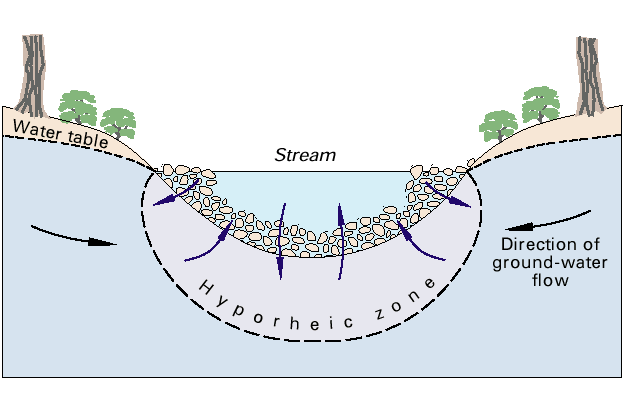 Water table
Stream
Direction of
ground-water
flow
Hyporheic zone